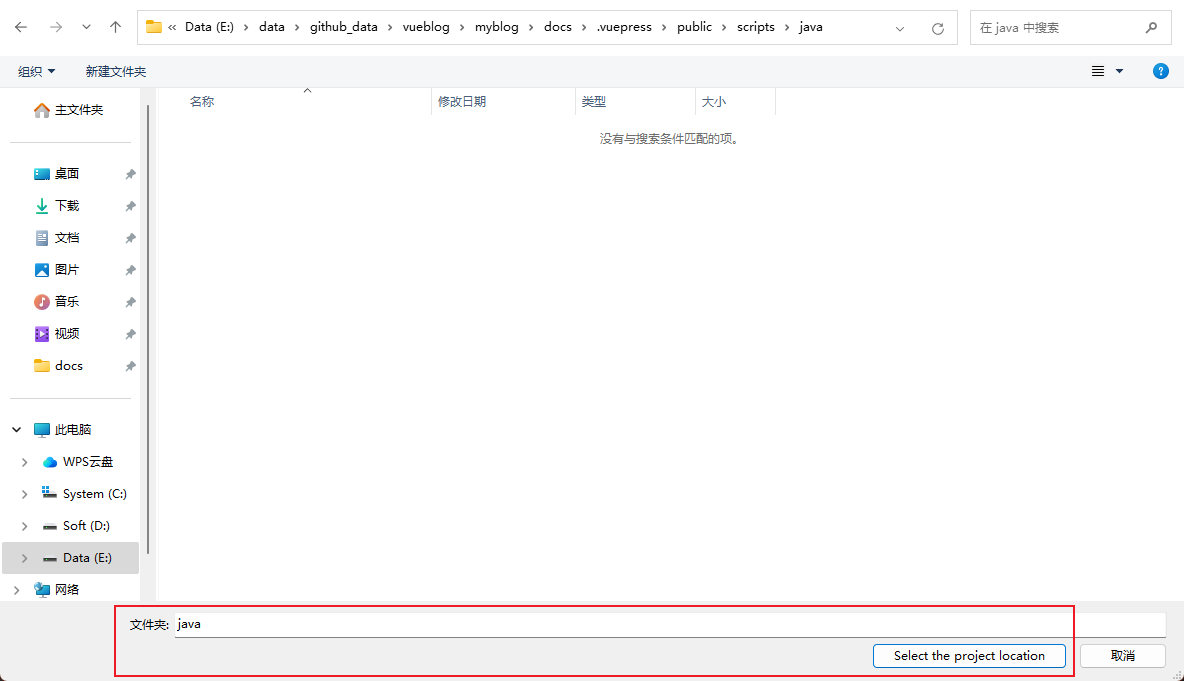 « Data (E:) › data › github_data › vueblog › myblog › docs › .vuepress › public › scripts › java
在 java 中搜索
组织 新建文件夹
名称 修改日期 类型 大小
没有与搜索条件匹配的项。
主文件夹
桌面
下载
文档
图片
音乐
视频
docs
此电脑
WPS云盘
System (C:)
Soft (D:)
Data (E:)
网络
文件夹: java
Select the project location 取消